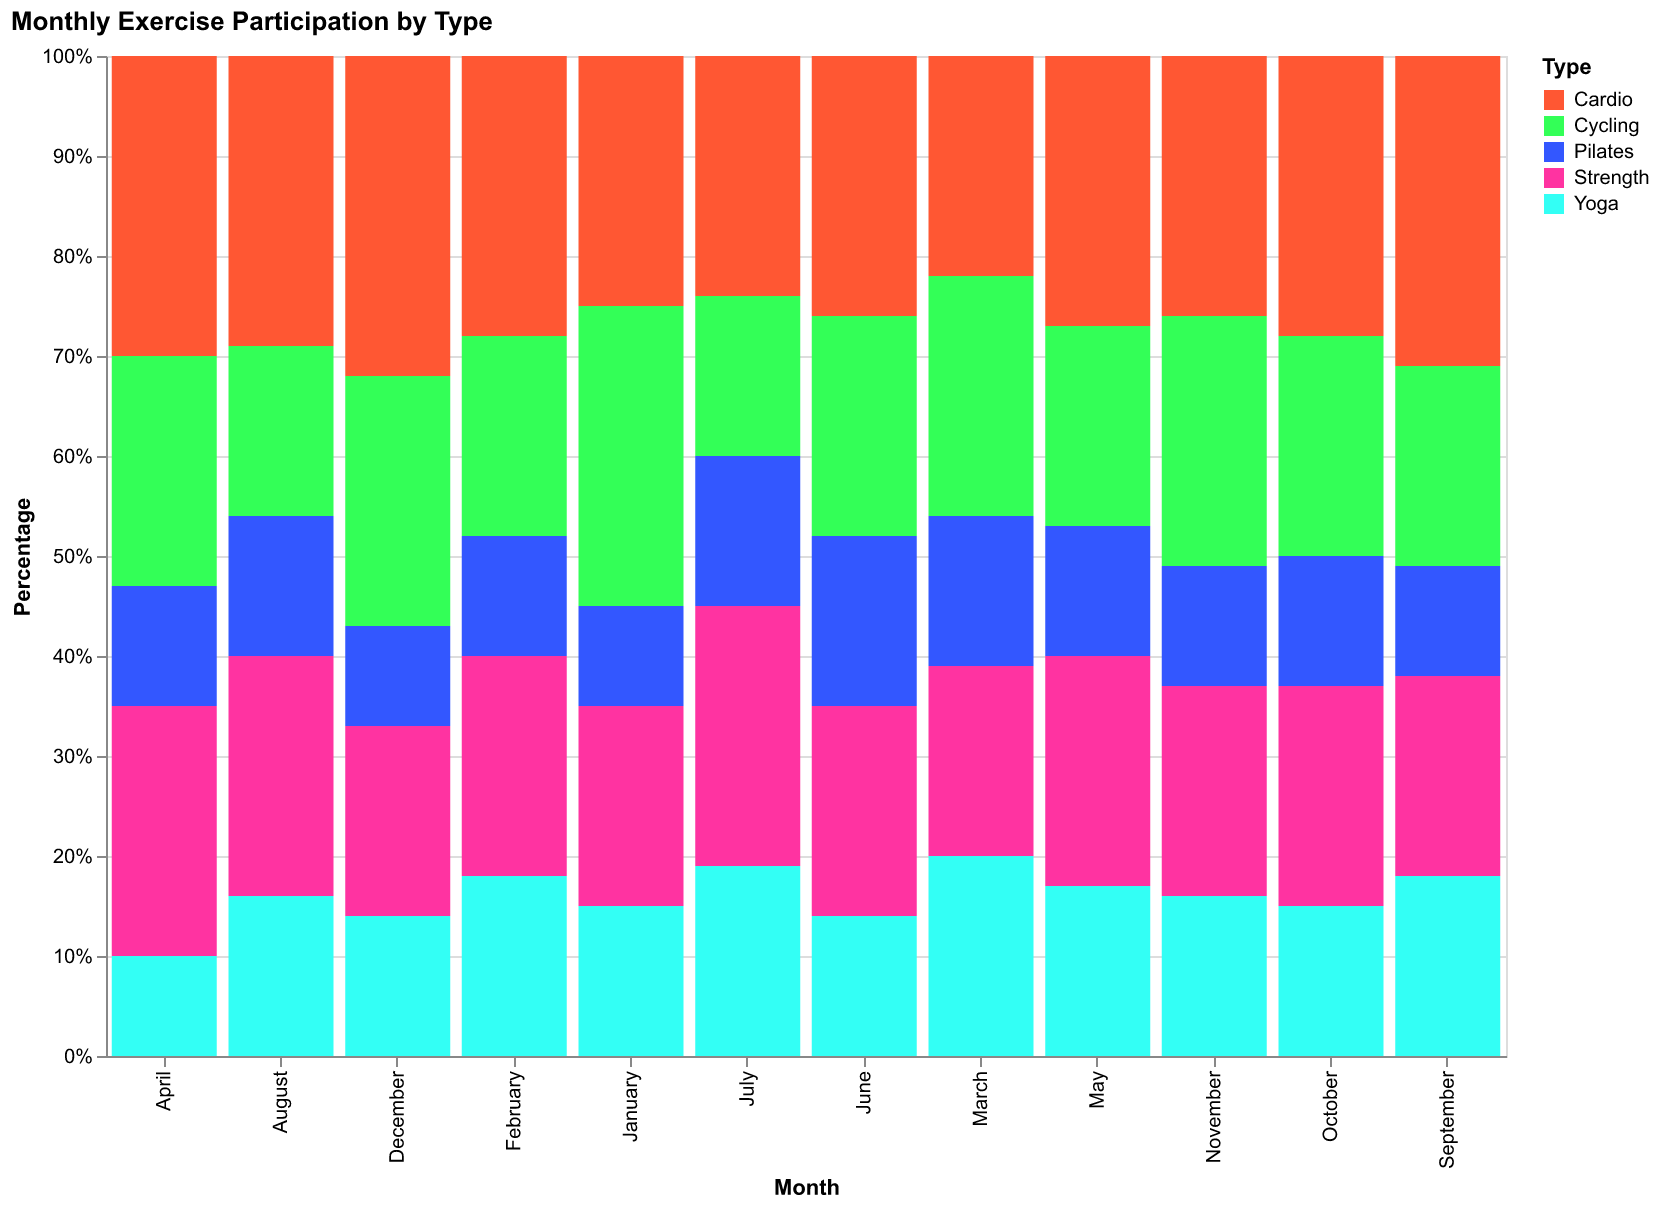 Monthly Exercise Participation by Type
100%
90%
80%
70%
60%
50%
40%
30%
20%
10%
0%
Percentage
April
August
December
February
January
July
June
March
May
November
October
September
Month
Type
Cardio
Cycling
Pilates
Strength
Yoga